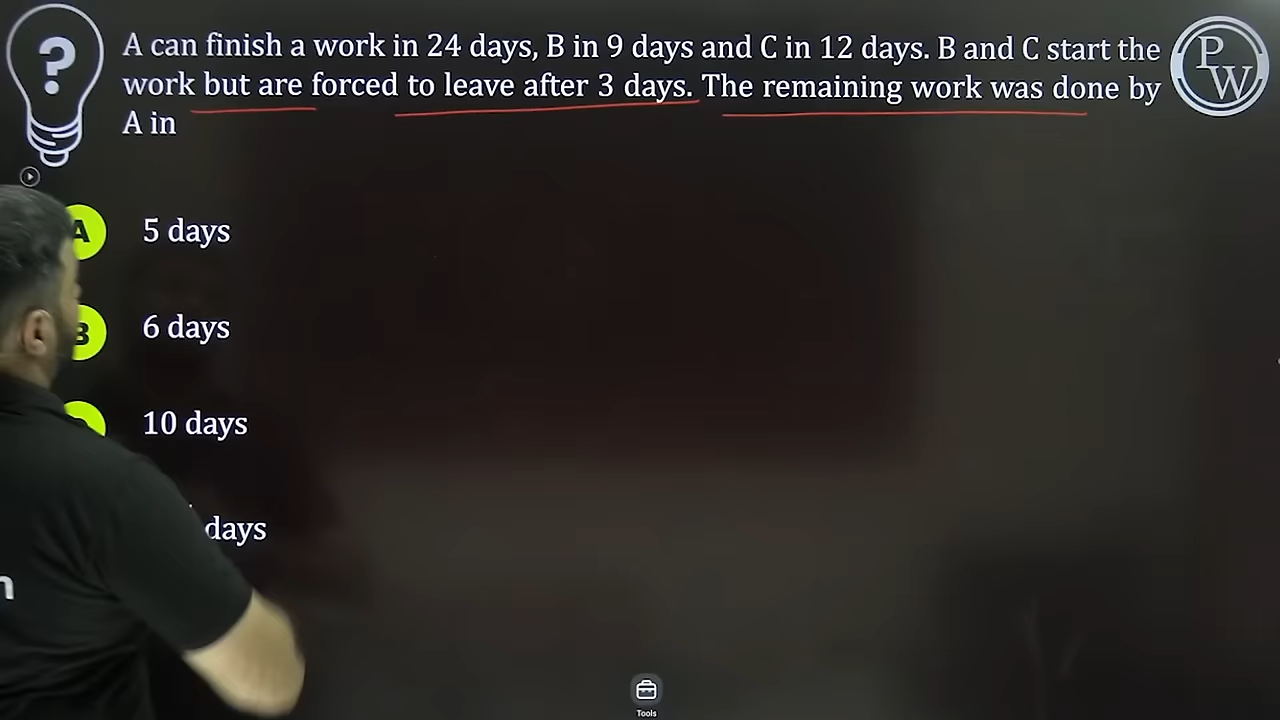 ?
A can finish a work in 24 days, B in 9 days and C in 12 days. B and C start the
work but are forced to leave after 3 days. The remaining work was done by
A in
P
W
A 5 days
B 6 days
10 days
days
Tools